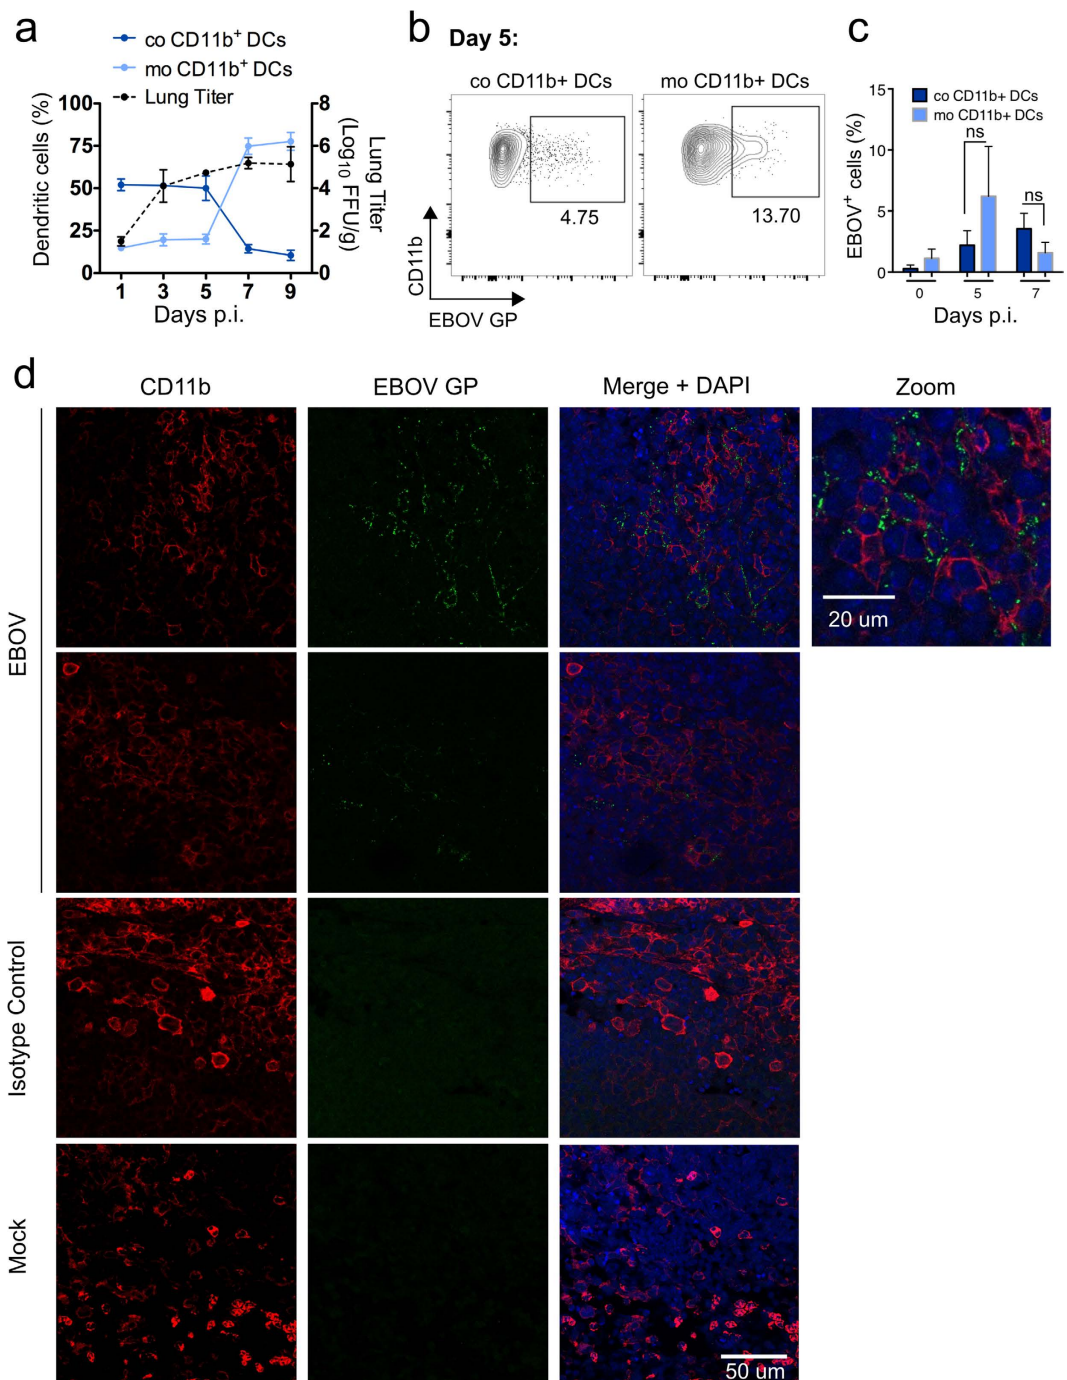 a
co CD11b+ DCs
mo CD11b+ DCs
Lung Titer
Dendritic cells (%)
100
75
50
25
0
8
6
4
2
0
Lung Titer
(Log10 FFU/g)
1 3 5 7 9
Days p.i.
b
Day 5:
co CD11b+ DCs
mo CD11b+ DCs
4.75
13.70
CD11b
EBOV GP
c
co CD11b+ DCs
mo CD11b+ DCs
EBOV+ cells (%)
15
10
5
0
ns
ns
0 5 7
Days p.i.
d
CD11b
EBOV GP
Merge + DAPI
Zoom
EBOV
20 um
Isotype Control
Mock
50 um